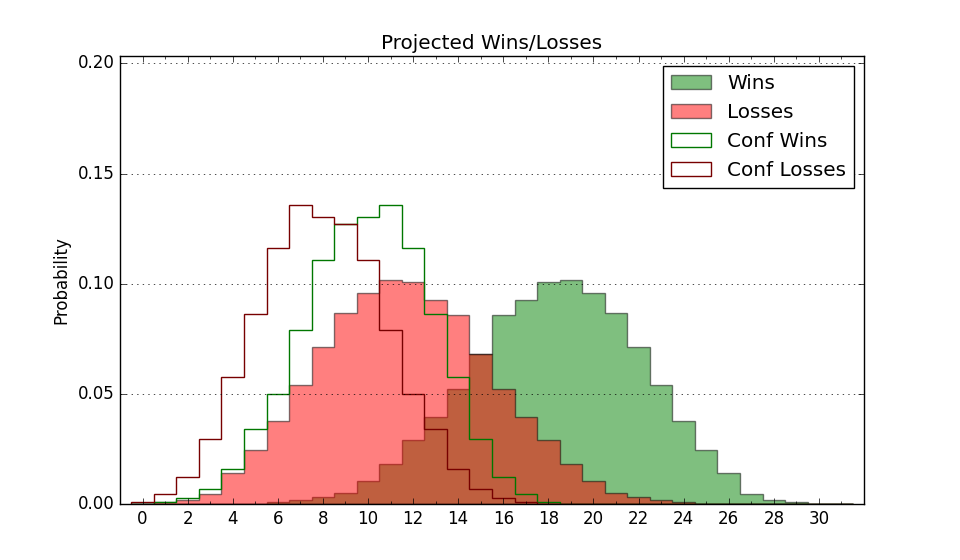 Projected Wins/Losses
0.20
0.15
0.10
0.05
0.00
Probability
Wins
Losses
Conf Wins
Conf Losses
0 2 4 6 8 10 12 14 16 18 20 22 24 26 28 30